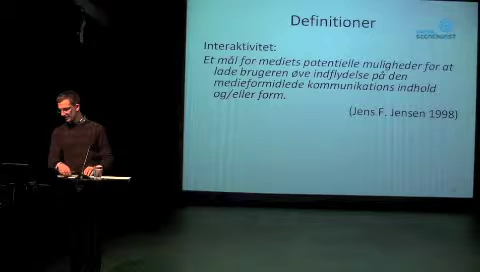 Definitioner
SCENEKUNST
Interaktivitet:
Et mål for mediets potentielle muligheder for at
lade brugeren øve indflydelse på den
medieformidlede kommunikations indhold
og/eller form.
(Jens F. Jensen 1998)